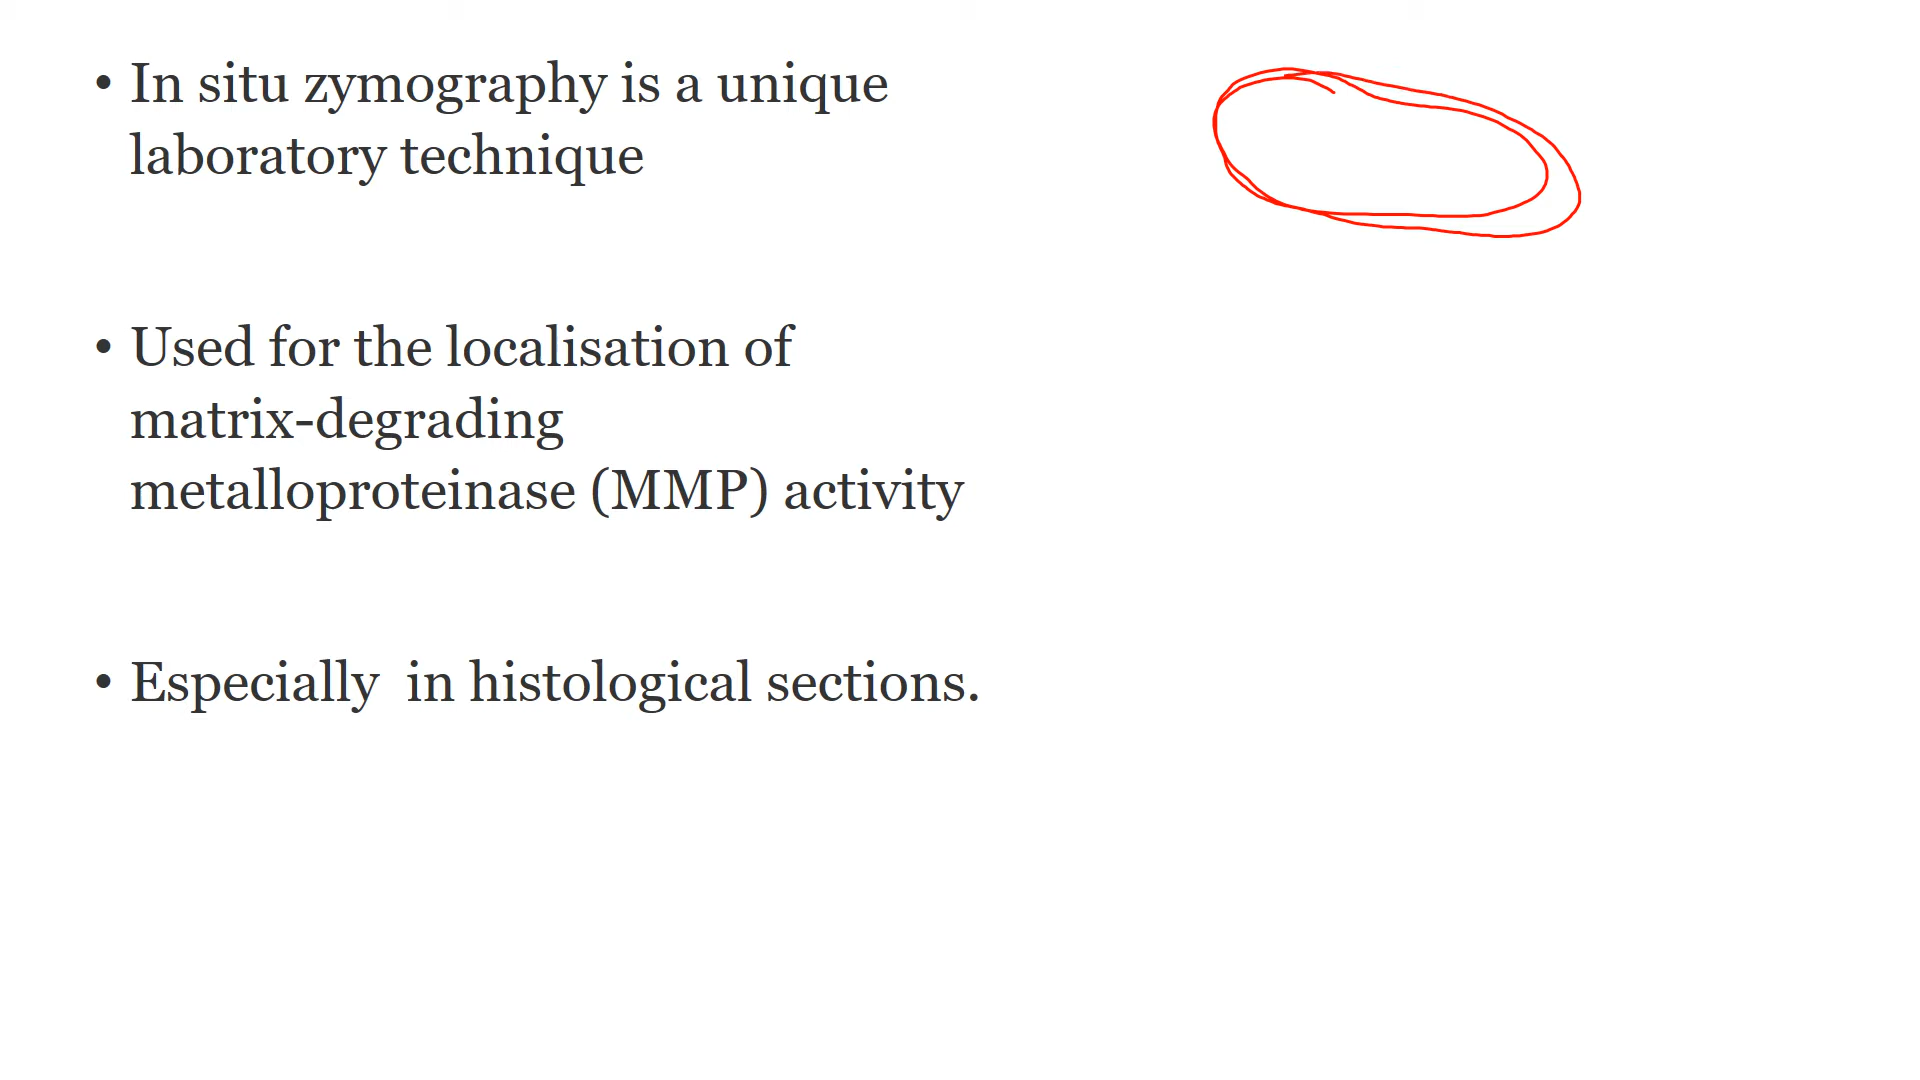 • In situ zymography is a unique
laboratory technique
• Used for the localisation of
matrix-degrading
metalloproteinase (MMP) activity
• Especially  in histological sections.